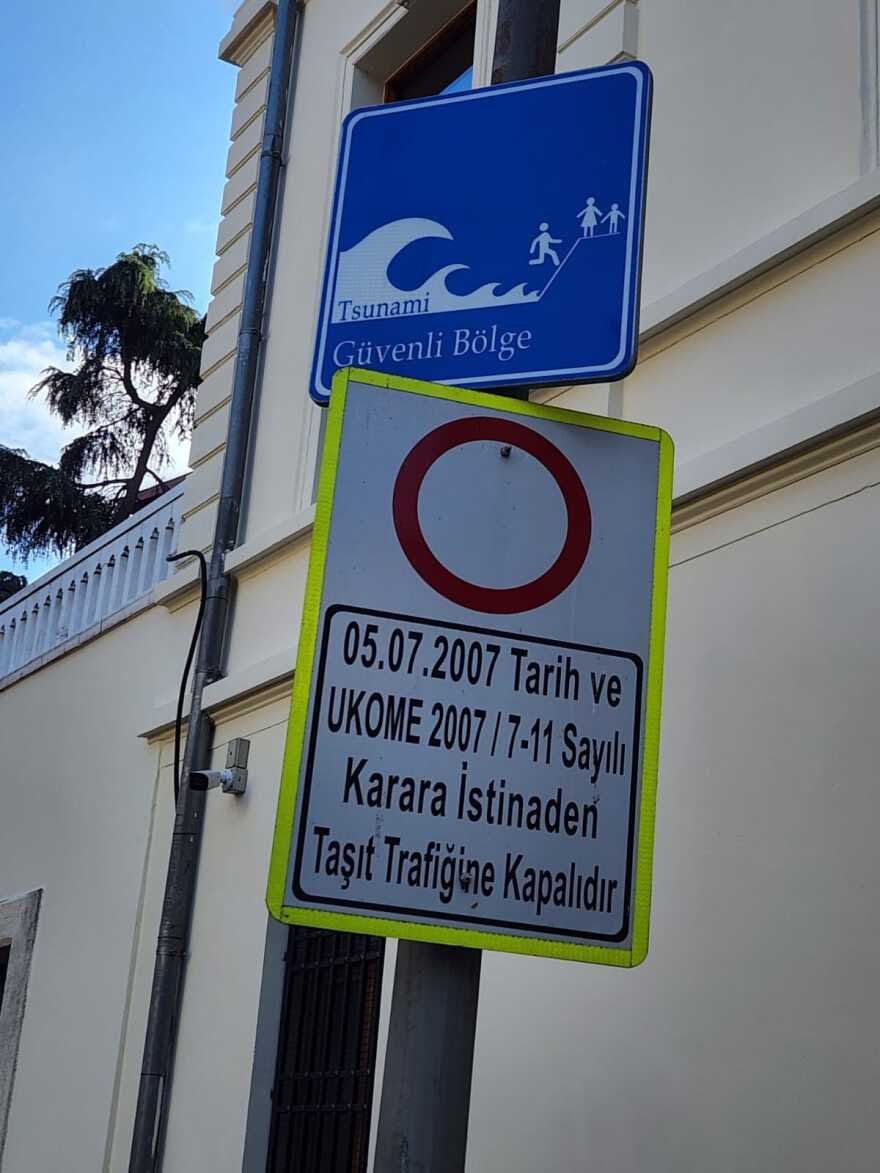 Tsunami
Güvenli Bölge
05.07.2007 Tarih ve
UKOME 2007 / 7-11 Sayılı
Karara İstinaden
Taşıt Trafiğine Kapalıdır